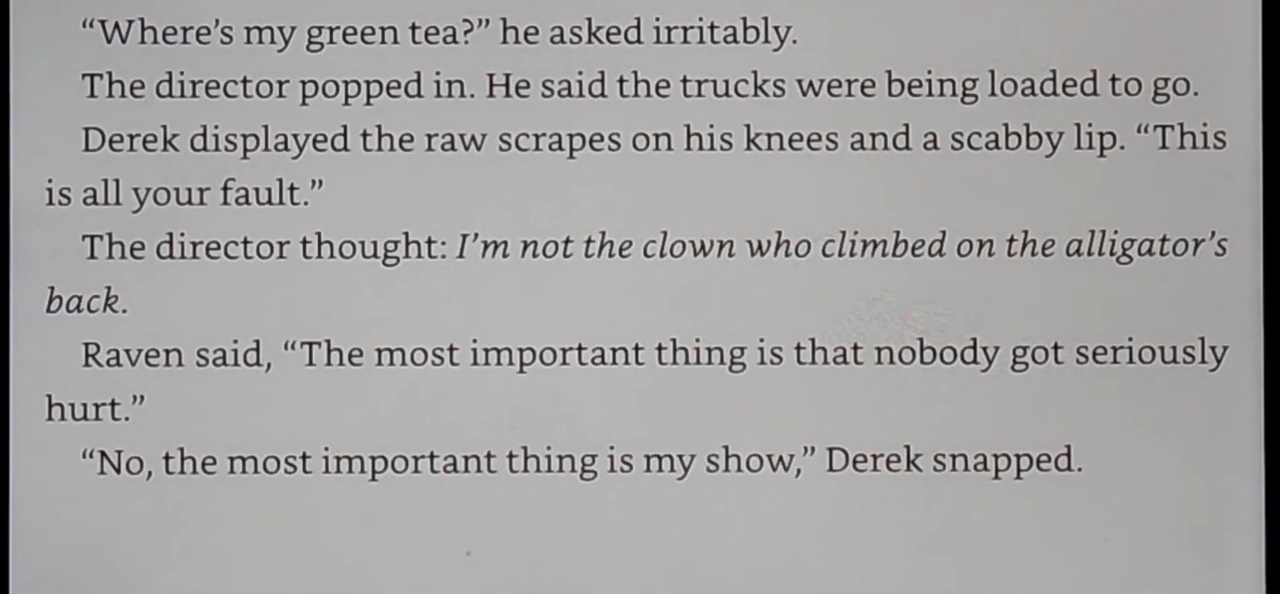 “Where’s my green tea?” he asked irritably.
The director popped in. He said the trucks were being loaded to go.
Derek displayed the raw scrapes on his knees and a scabby lip. “This
is all your fault.”
The director thought: I’m not the clown who climbed on the alligator’s
back.
Raven said, “The most important thing is that nobody got seriously
hurt.”
“No, the most important thing is my show,” Derek snapped.